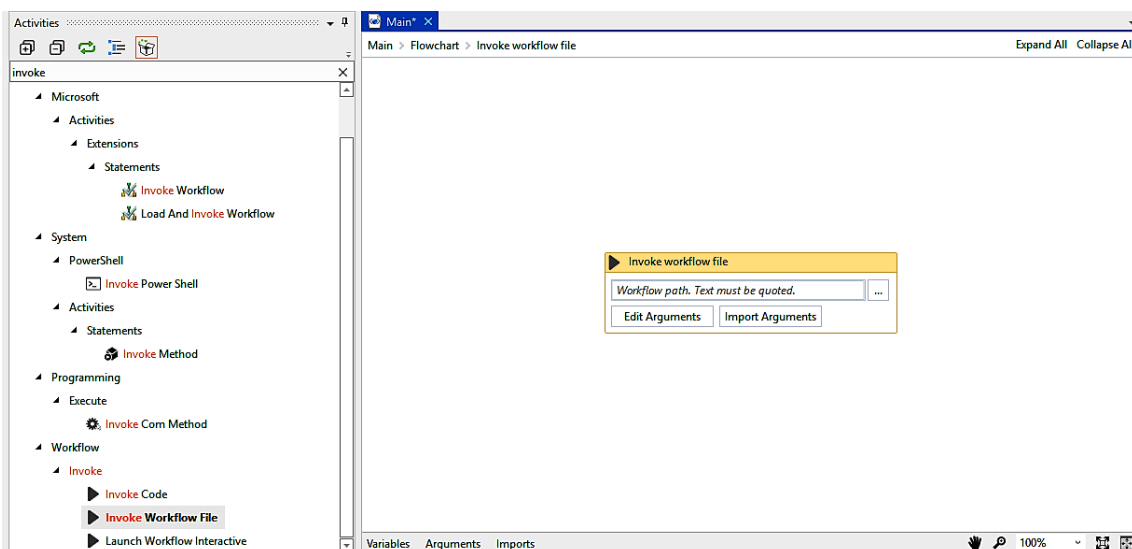 Activities
invoke
Microsoft
Activities
Extensions
Statements
Invoke Workflow
Load And Invoke Workflow
System
PowerShell
Invoke Power Shell
Activities
Statements
Invoke Method
Programming
Execute
Invoke Com Method
Workflow
Invoke
Invoke Code
Invoke Workflow File
Launch Workflow Interactive
Main*
Main > Flowchart > Invoke workflow file
Expand All Collapse Al
Invoke workflow file
Workflow path. Text must be quoted.
...
Edit Arguments Import Arguments
Variables Arguments Imports
100%